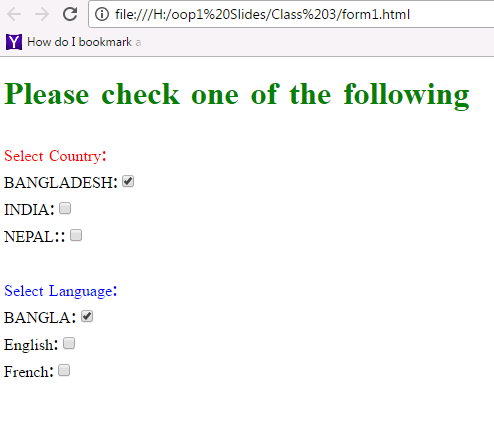 file:///H:/oop1%20Slides/Class%203/form1.html
How do I bookmark a
Please check one of the following
Select Country:
BANGLADESH:
INDIA:
NEPAL::
Select Language:
BANGLA:
English:
French: